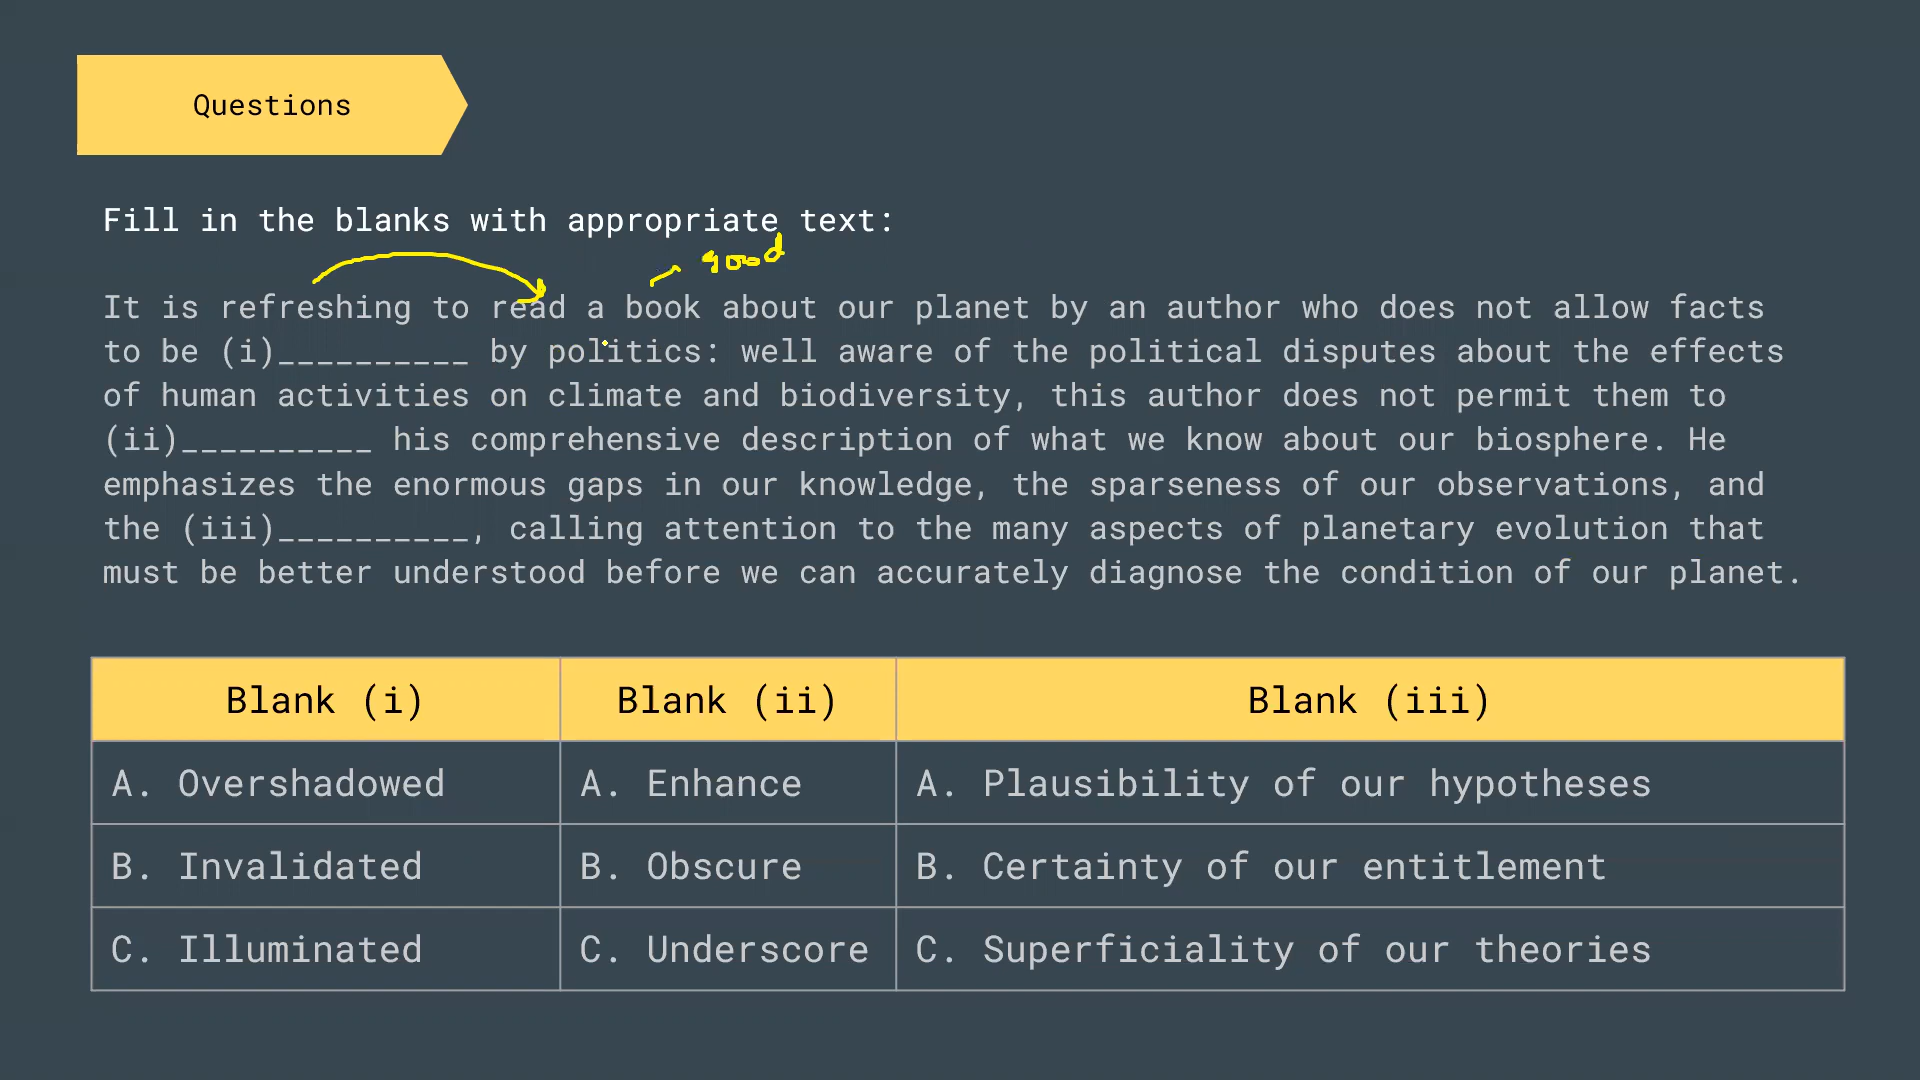 Questions
Fill in the blanks with appropriate text:
good
It is refreshing to read a book about our planet by an author who does not allow facts
to be (i)__________ by politics: well aware of the political disputes about the effects
of human activities on climate and biodiversity, this author does not permit them to
(ii)__________ his comprehensive description of what we know about our biosphere. He
emphasizes the enormous gaps in our knowledge, the sparseness of our observations, and
the (iii)__________, calling attention to the many aspects of planetary evolution that
must be better understood before we can accurately diagnose the condition of our planet.
Blank (i) Blank (ii) Blank (iii)
A. Overshadowed A. Enhance A. Plausibility of our hypotheses
B. Invalidated B. Obscure B. Certainty of our entitlement
C. Illuminated C. Underscore C. Superficiality of our theories